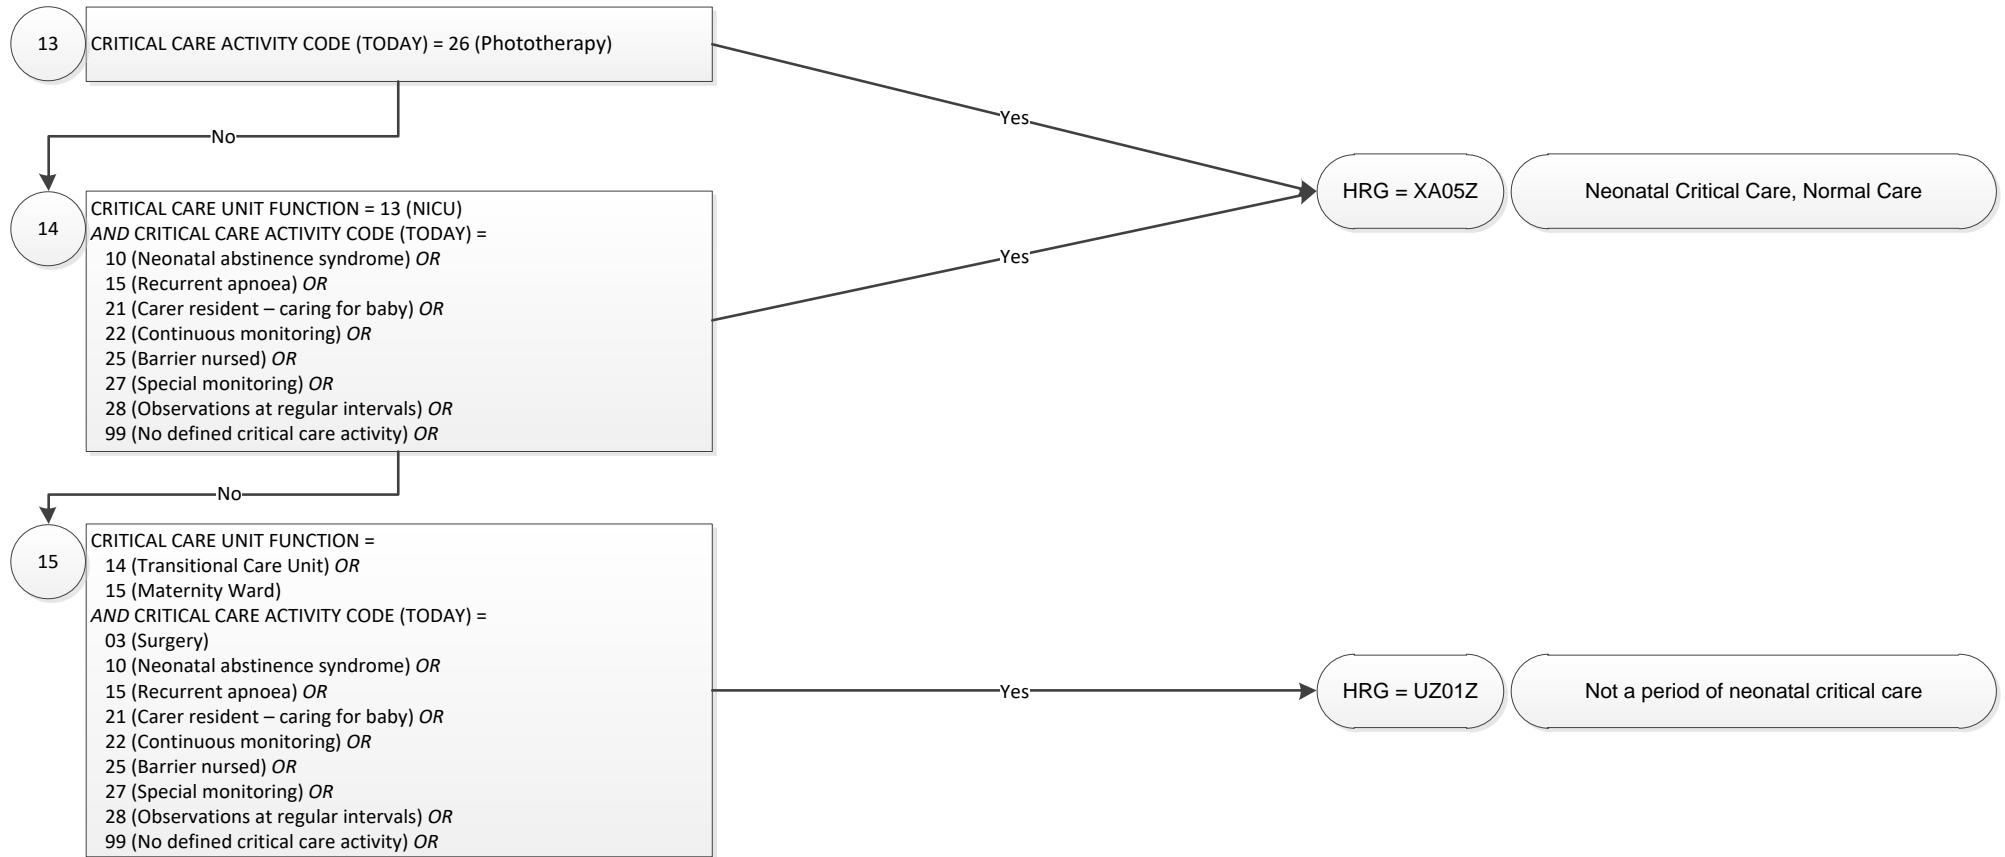 13
CRITICAL CARE ACTIVITY CODE (TODAY) = 26 (Phototherapy)
Yes
No
HRG = XA05Z
Neonatal Critical Care, Normal Care
14
CRITICAL CARE UNIT FUNCTION = 13 (NICU)
AND CRITICAL CARE ACTIVITY CODE (TODAY) =
10 (Neonatal abstinence syndrome) OR
15 (Recurrent apnoea) OR
21 (Carer resident – caring for baby) OR
22 (Continuous monitoring) OR
25 (Barrier nursed) OR
27 (Special monitoring) OR
28 (Observations at regular intervals) OR
99 (No defined critical care activity) OR
Yes
No
15
CRITICAL CARE UNIT FUNCTION =
14 (Transitional Care Unit) OR
15 (Maternity Ward)
AND CRITICAL CARE ACTIVITY CODE (TODAY) =
03 (Surgery)
10 (Neonatal abstinence syndrome) OR
15 (Recurrent apnoea) OR
21 (Carer resident – caring for baby) OR
22 (Continuous monitoring) OR
25 (Barrier nursed) OR
27 (Special monitoring) OR
28 (Observations at regular intervals) OR
99 (No defined critical care activity) OR
Yes
HRG = UZ01Z
Not a period of neonatal critical care